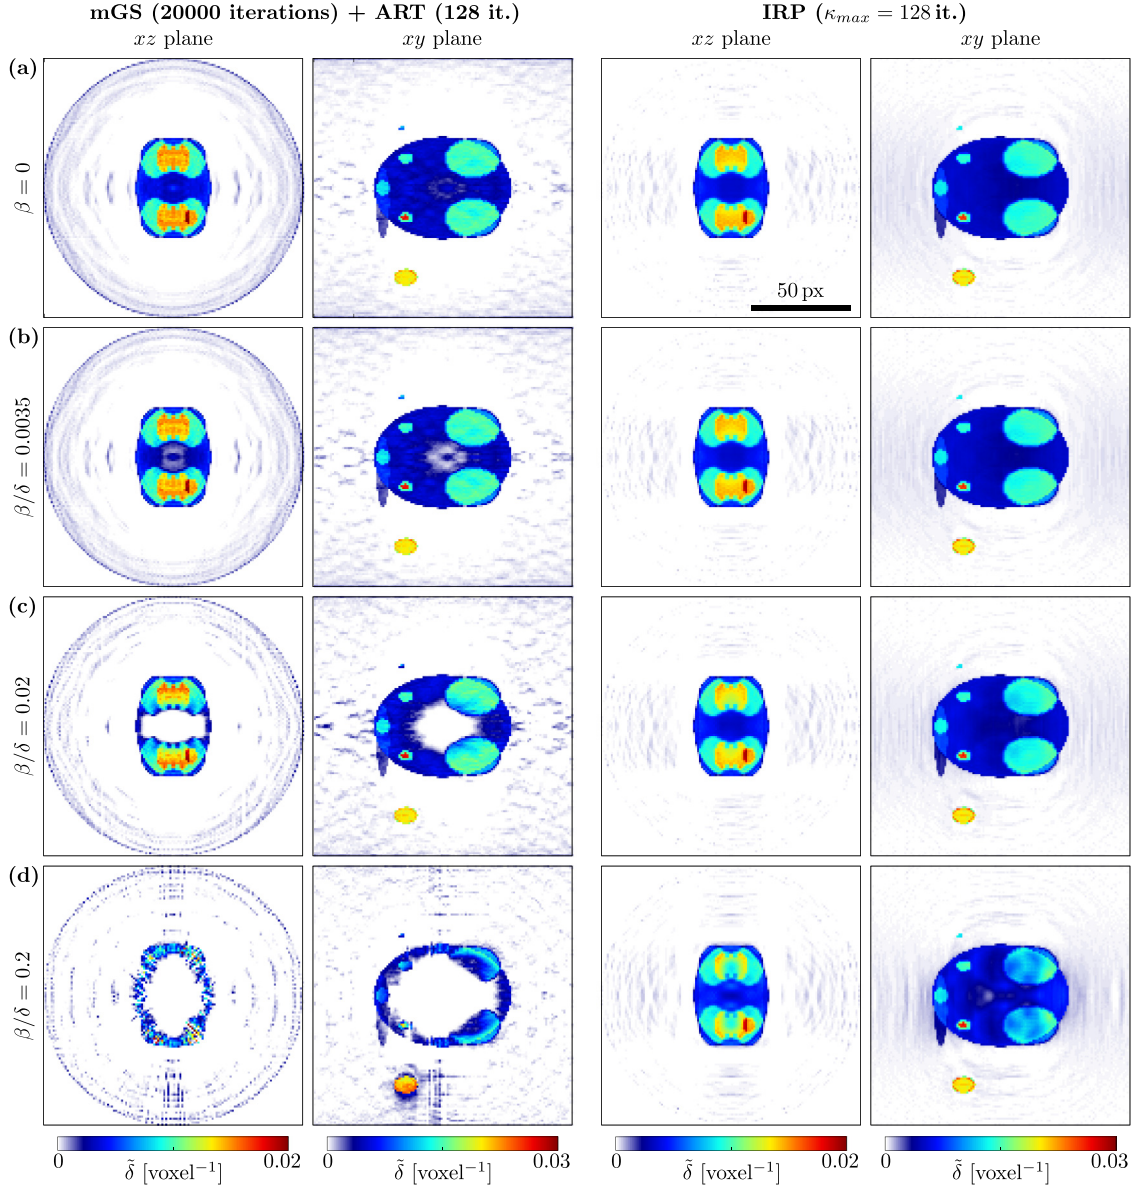 mGS (20000 iterations) + ART (128 it.)
IRP (κmax = 128 it.)
xz plane
xy plane
xz plane
xy plane
(a)
β = 0
50 px
(b)
β/δ = 0.0035
(c)
β/δ = 0.02
(d)
β/δ = 0.2
0 0.02
δ̃ [voxel⁻¹]
0 0.03
δ̃ [voxel⁻¹]
0 0.02
δ̃ [voxel⁻¹]
0 0.03
δ̃ [voxel⁻¹]